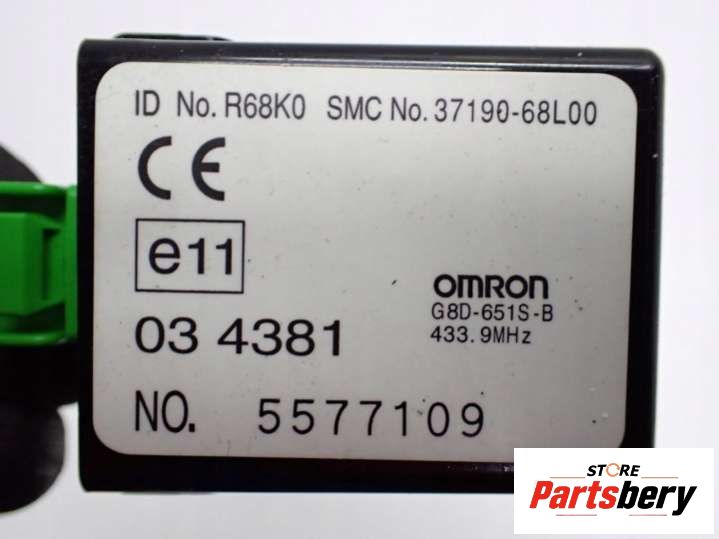 ID No. R68K0 SMC No. 37190-68L00
CE
e11
OMRON
G8D-651S-B
433.9MHz
03 4381
NO. 5577109
STORE
Partsbery